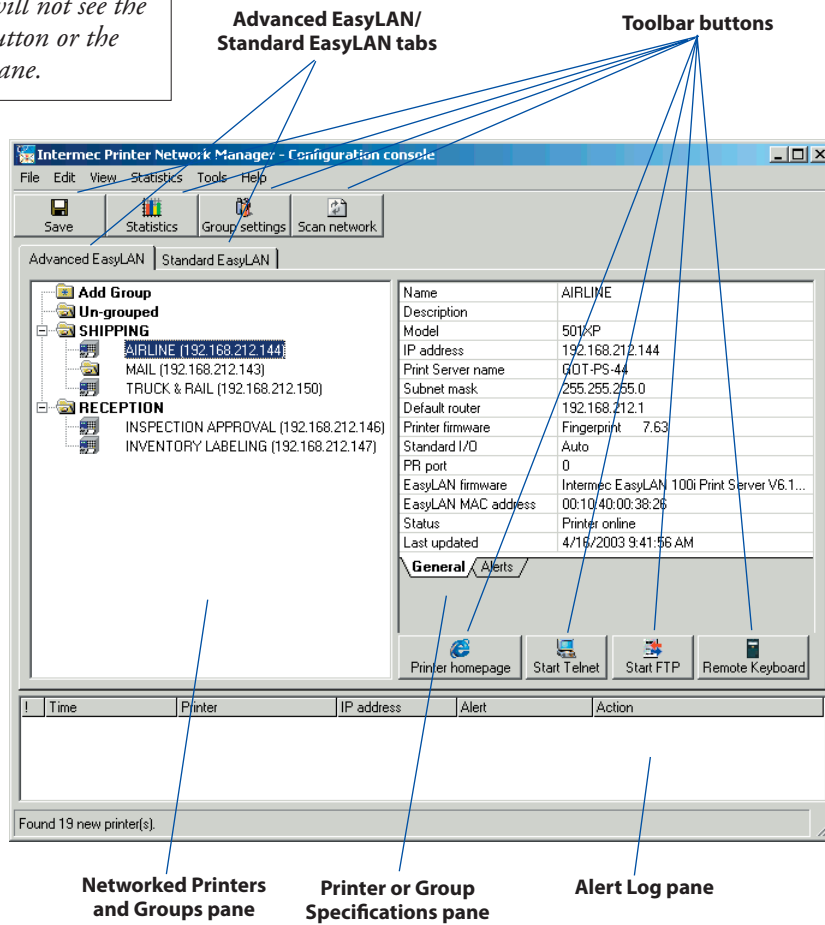 will not see the
button or the
pane.
Advanced EasyLAN/
Standard EasyLAN tabs
Toolbar buttons
Intermec Printer Network Manager - Configuration console
File Edit View Statistics Tools Help
Save Statistics Group settings Scan network
Advanced EasyLAN Standard EasyLAN
Add Group
Un-grouped
SHIPPING
AIRLINE (192.168.212.144)
MAIL (192.168.212.143)
TRUCK & RAIL (192.168.212.150)
RECEPTION
INSPECTION APPROVAL (192.168.212.146)
INVENTORY LABELING (192.168.212.147)
Name AIRLINE
Description
Model 501XP
IP address 192.168.212.144
Print Server name GOT-PS-44
Subnet mask 255.255.255.0
Default router 192.168.212.1
Printer firmware Fingerprint 7.63
Standard I/O Auto
PR port 0
EasyLAN firmware Intermec EasyLAN 100i Print Server V6.1...
EasyLAN MAC address 00:10:40:00:38:26
Status Printer online
Last updated 4/16/2003 9:41:56 AM
General Alerts
Printer homepage Start Telnet Start FTP Remote Keyboard
! Time Printer IP address Alert Action
Found 19 new printer(s).
Networked Printers
and Groups pane
Printer or Group
Specifications pane
Alert Log pane